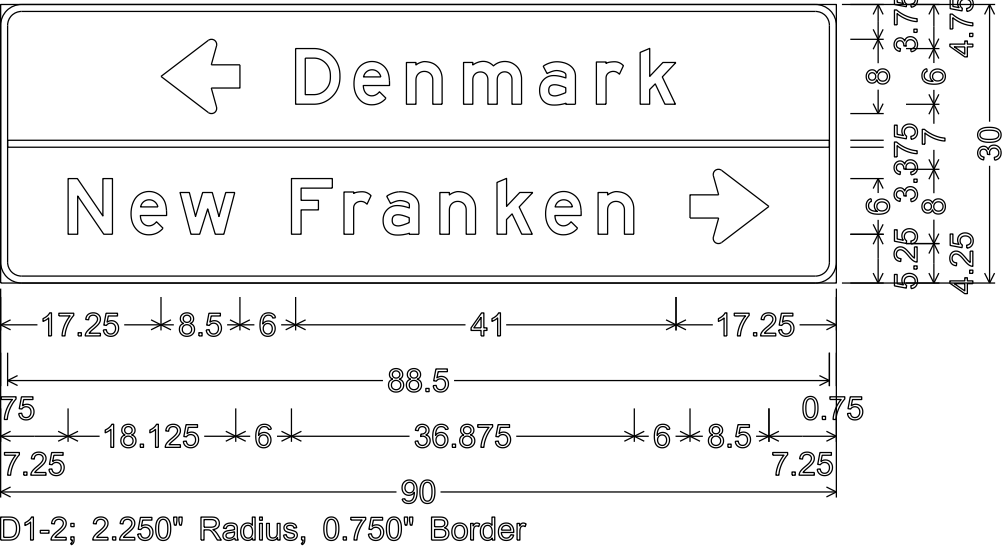 Denmark
New Franken
3.75 4.75
8 6
3.375 7
30
6 8
5.25 4.25
17.25 8.5 6 41 17.25
88.5
75 0.75
18.125 6 36.875 6 8.5
7.25 7.25
90
D1-2; 2.250" Radius, 0.750" Border